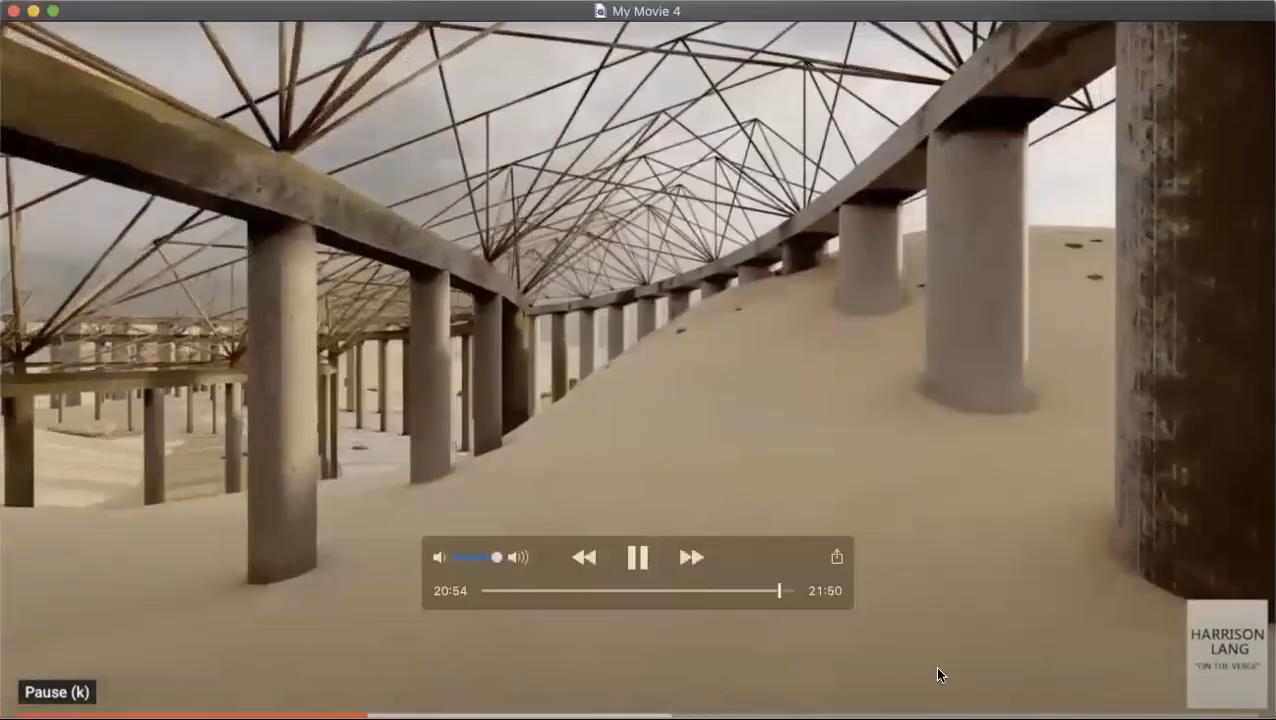 My Movie 4
20:54
21:50
HARRISON
LANG
"ON THE VERGE"
Pause (k)